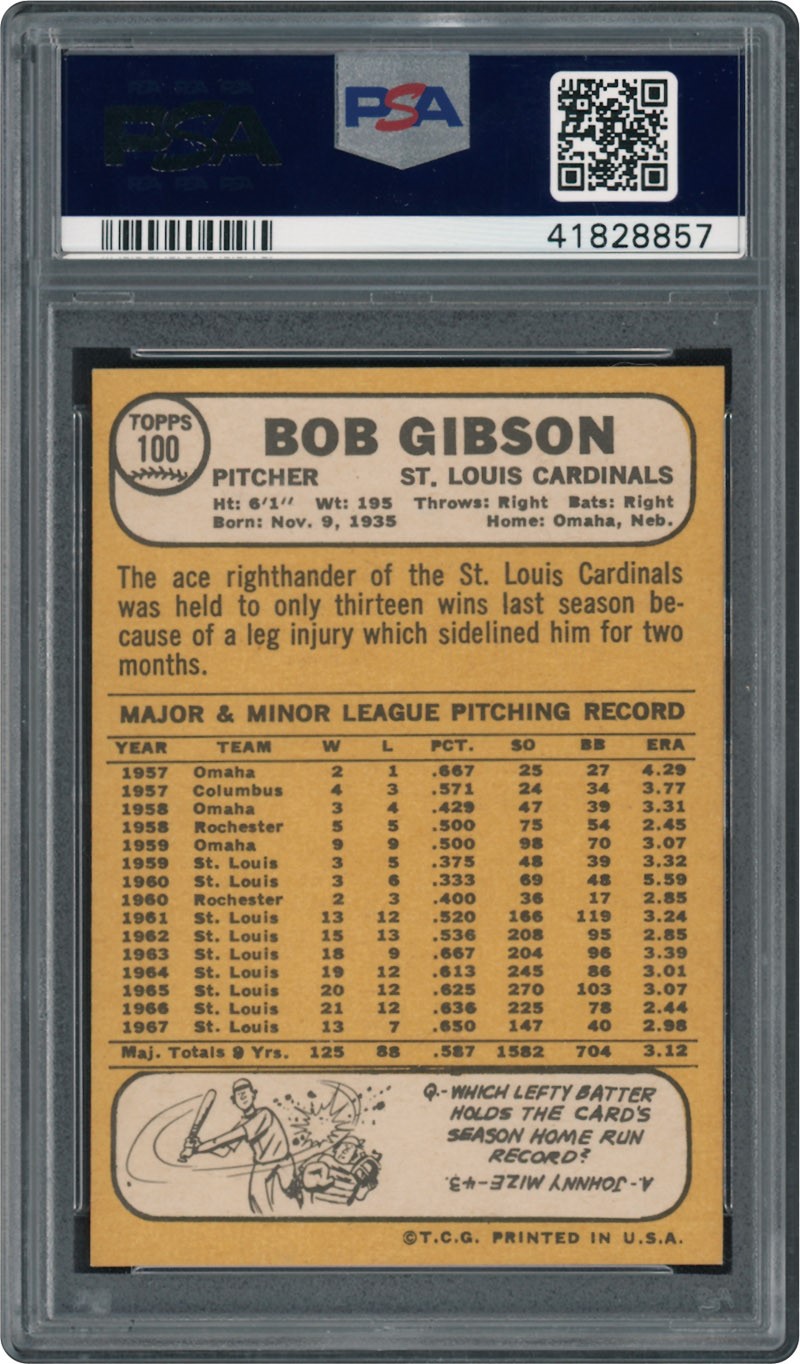 PSA
PSA PSA PSA
PSA
PSA PSA PSA
41828857
TOPPS
100
BOB GIBSON
PITCHER ST. LOUIS CARDINALS
Ht: 6'1" Wt: 195 Throws: Right Bats: Right
Born: Nov. 9, 1935 Home: Omaha, Neb.
The ace righthander of the St. Louis Cardinals
was held to only thirteen wins last season be-
cause of a leg injury which sidelined him for two
months.
MAJOR & MINOR LEAGUE PITCHING RECORD
YEAR TEAM W L PCT. SO BB ERA
1957 Omaha 2 1 .667 25 27 4.29
1957 Columbus 4 3 .571 24 34 3.77
1958 Omaha 3 4 .429 47 39 3.31
1958 Rochester 5 5 .500 75 54 2.45
1959 Omaha 9 9 .500 98 70 3.07
1959 St. Louis 3 5 .375 48 39 3.32
1960 St. Louis 3 6 .333 69 48 5.59
1960 Rochester 2 3 .400 36 17 2.85
1961 St. Louis 13 12 .520 166 119 3.24
1962 St. Louis 15 13 .536 208 95 2.85
1963 St. Louis 18 9 .667 204 96 3.39
1964 St. Louis 19 12 .613 245 86 3.01
1965 St. Louis 20 12 .625 270 103 3.07
1966 St. Louis 21 12 .636 225 78 2.44
1967 St. Louis 13 7 .650 147 40 2.98
Maj. Totals 9 Yrs. 125 88 .587 1582 704 3.12
Q.-WHICH LEFTY BATTER
HOLDS THE CARD'S
SEASON HOME RUN
RECORD?
A.-JOHNNY MIZE-43.
©T.C.G. PRINTED IN U.S.A.